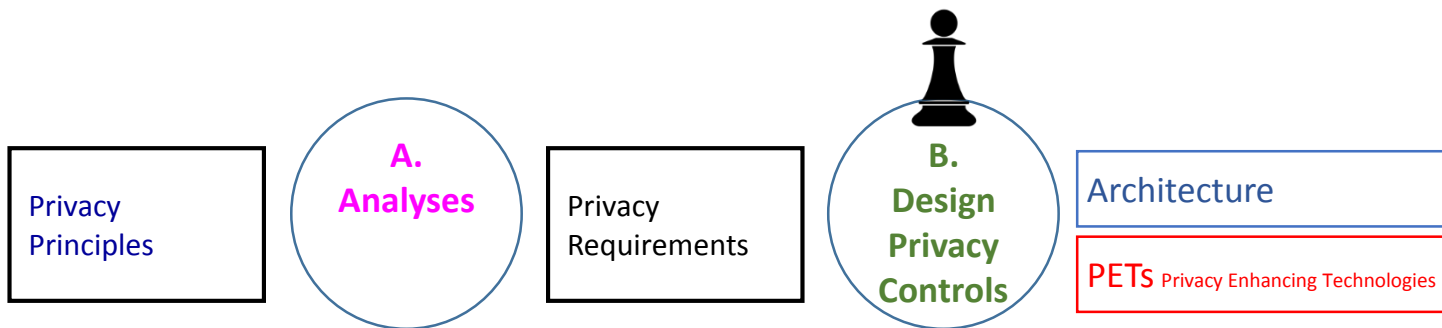 Privacy
Principles
A.
Analyses
Privacy
Requirements
B.
Design
Privacy
Controls
Architecture
PETs Privacy Enhancing Technologies